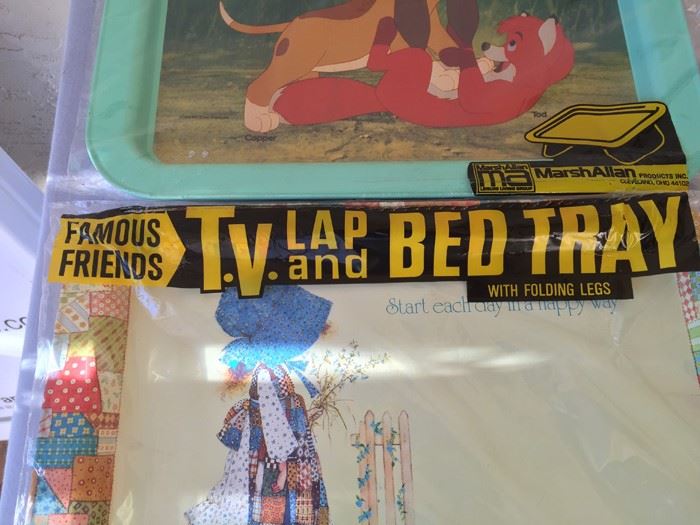 Copper
Tod
MarshAllan
ma
MarshAllan PRODUCTS INC.
CLEVELAND, OHIO 44102
FAMOUS
FRIENDS
T.V. LAP and BED TRAY
WITH FOLDING LEGS
Start each day in a happy way